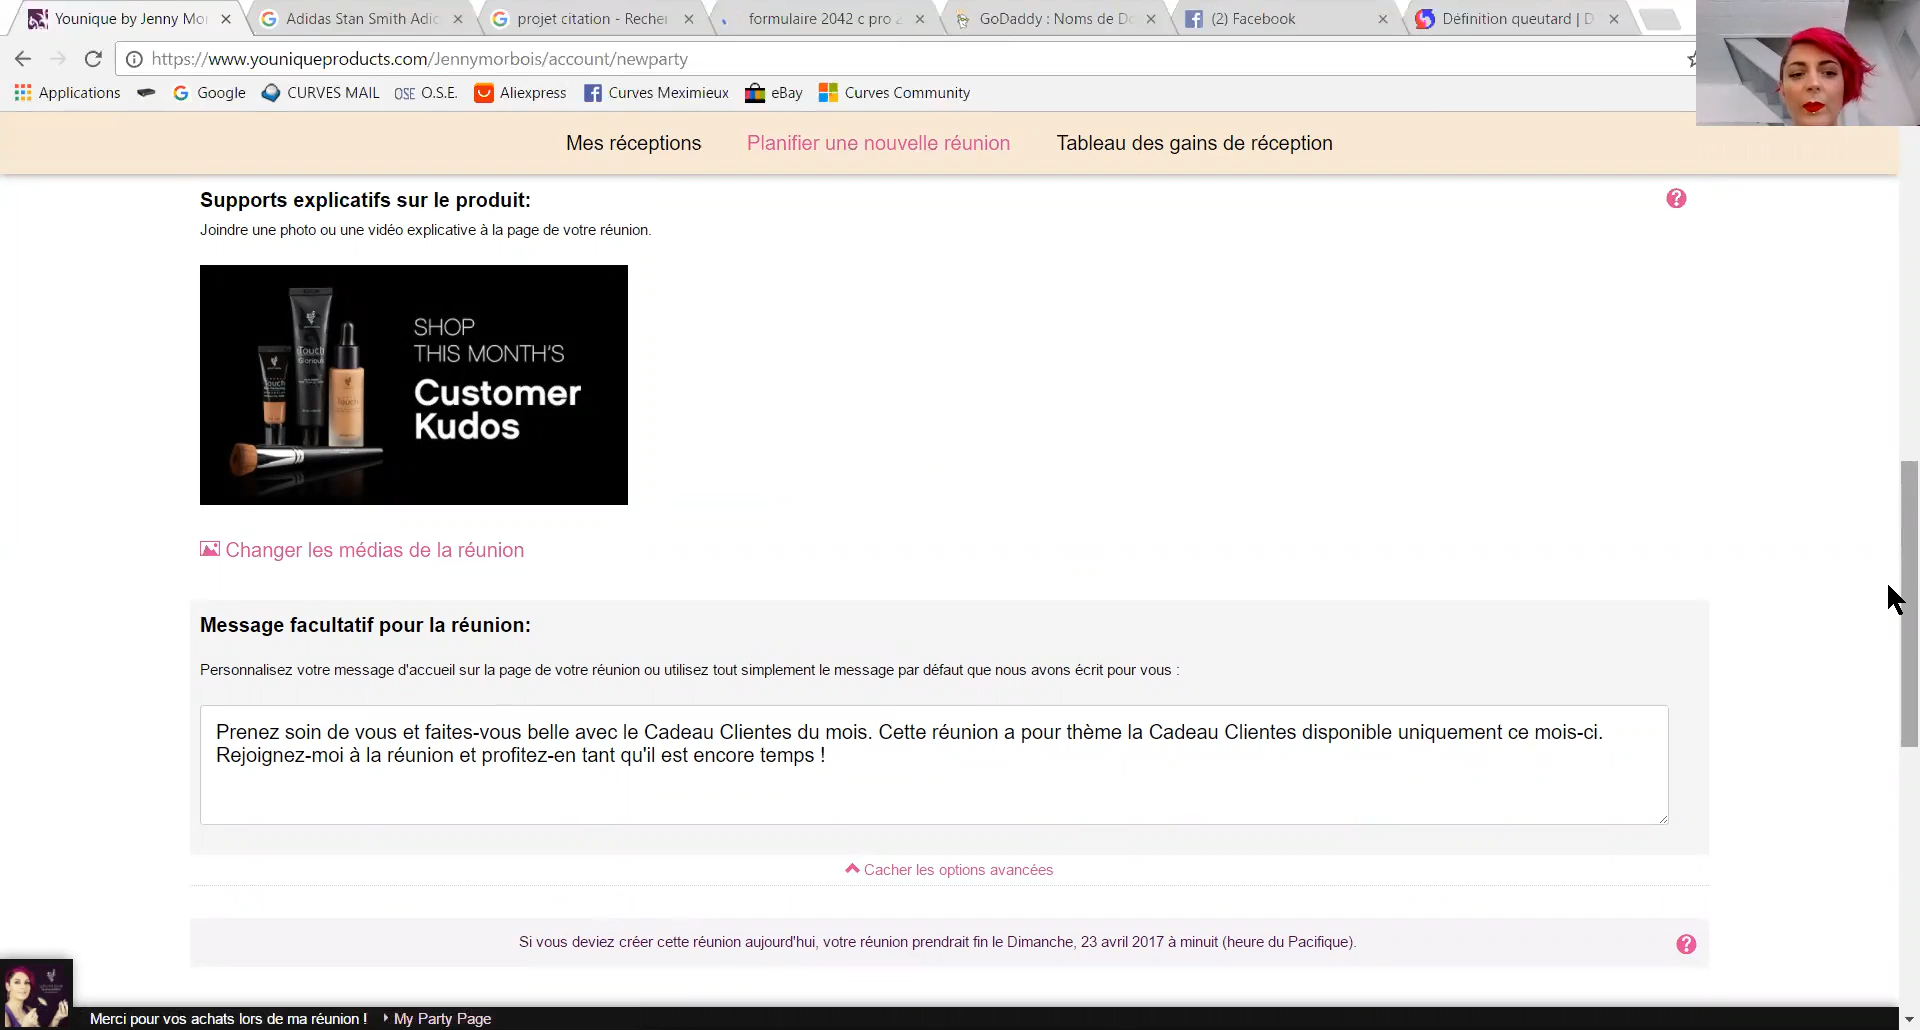 Younique by Jenny Mor
Adidas Stan Smith Adic
projet citation - Recher
formulaire 2042 c pro 2
GoDaddy : Noms de Do
(2) Facebook
Définition queutard | D
https://www.youniqueproducts.com/Jennymorbois/account/newparty
Applications
Google
CURVES MAIL
OSE O.S.E.
Aliexpress
Curves Meximieux
eBay
Curves Community
Mes réceptions
Planifier une nouvelle réunion
Tableau des gains de réception
Supports explicatifs sur le produit:
?
Joindre une photo ou une vidéo explicative à la page de votre réunion.
SHOP
THIS MONTH'S
Customer
Kudos
Touch
Glorious
Touch
Touch
Changer les médias de la réunion
Message facultatif pour la réunion:
Personnalisez votre message d'accueil sur la page de votre réunion ou utilisez tout simplement le message par défaut que nous avons écrit pour vous :
Prenez soin de vous et faites-vous belle avec le Cadeau Clientes du mois. Cette réunion a pour thème la Cadeau Clientes disponible uniquement ce mois-ci.
Rejoignez-moi à la réunion et profitez-en tant qu'il est encore temps !
Cacher les options avancées
Si vous deviez créer cette réunion aujourd'hui, votre réunion prendrait fin le Dimanche, 23 avril 2017 à minuit (heure du Pacifique).
?
Merci pour vos achats lors de ma réunion !
My Party Page